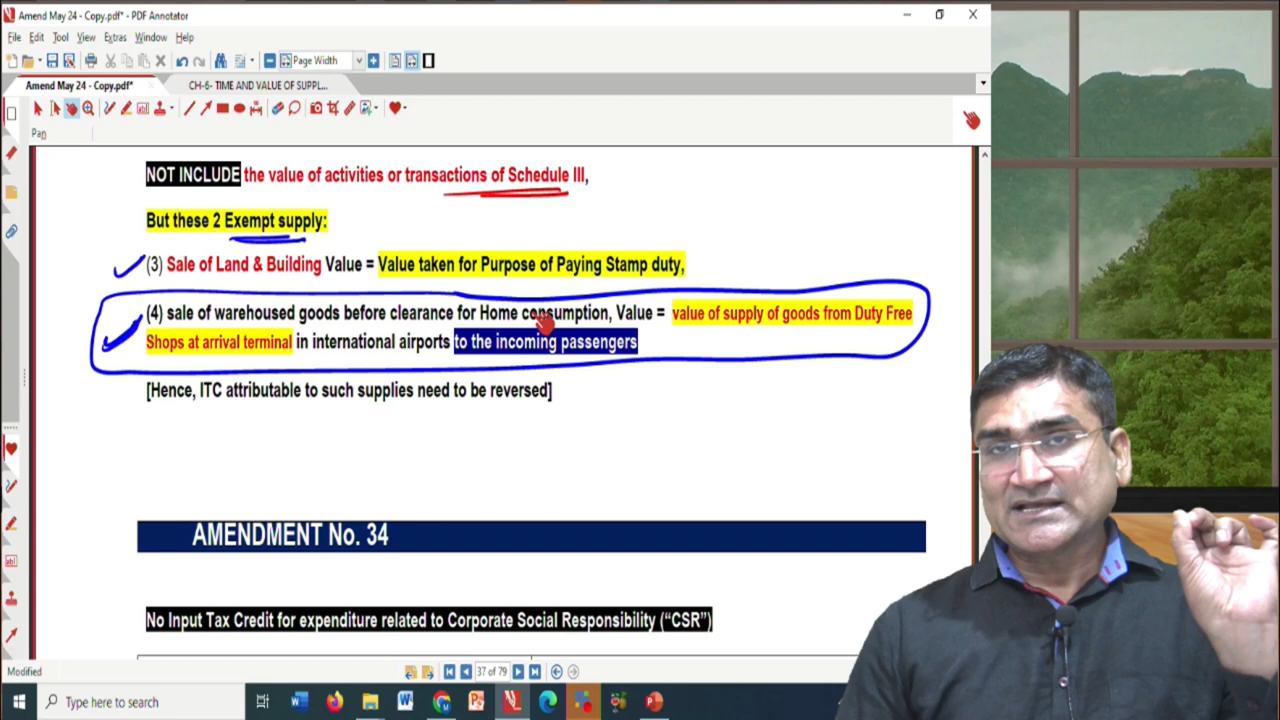 Amend May 24 - Copy.pdf* - PDF Annotator
File Edit Tool View Extras Window Help
Page Width
Amend May 24 - Copy.pdf* CH-6- TIME AND VALUE OF SUPPL...
Pan
NOT INCLUDE the value of activities or transactions of Schedule III,
But these 2 Exempt supply:
(3) Sale of Land & Building Value = Value taken for Purpose of Paying Stamp duty,
(4) sale of warehoused goods before clearance for Home consumption, Value = value of supply of goods from Duty Free
Shops at arrival terminal in international airports to the incoming passengers
[Hence, ITC attributable to such supplies need to be reversed]
AMENDMENT No. 34
No Input Tax Credit for expenditure related to Corporate Social Responsibility (“CSR”)
Modified 37 of 79
Type here to search